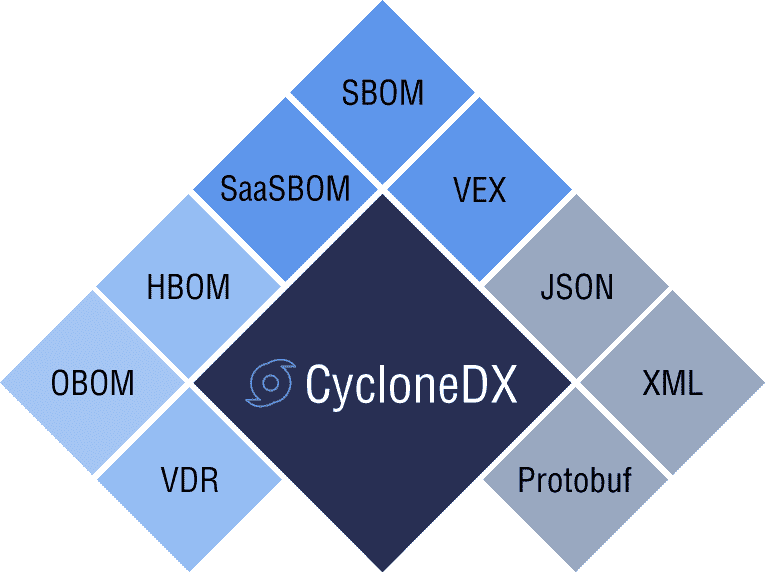 SBOM
SaaSBOM
VEX
HBOM
JSON
OBOM
CycloneDX
XML
VDR
Protobuf